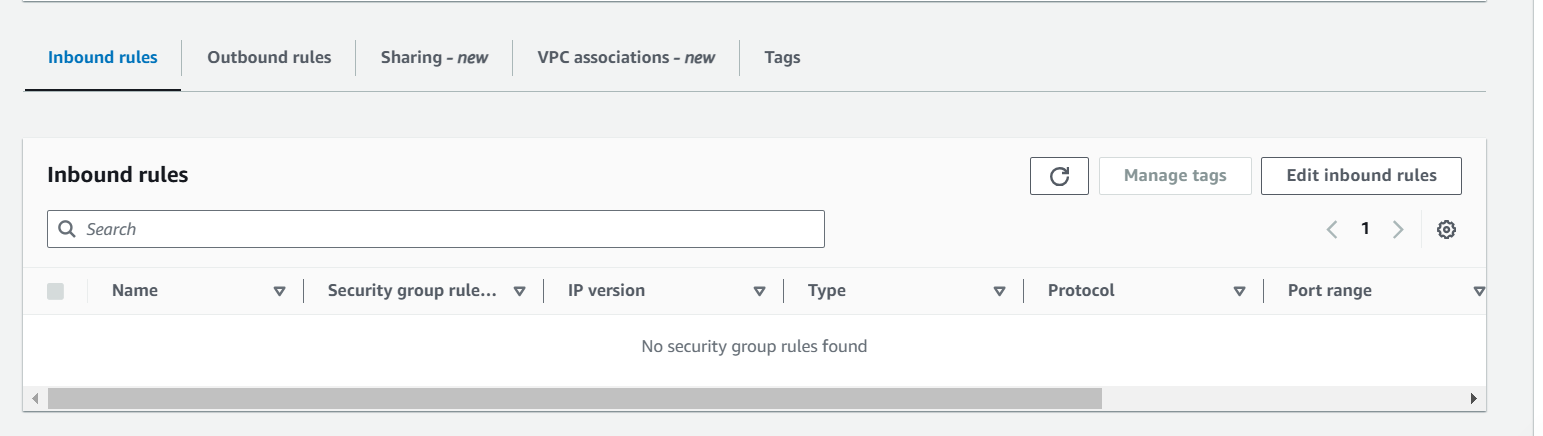 Inbound rules Outbound rules Sharing - new VPC associations - new Tags
Inbound rules Manage tags Edit inbound rules
Search 1
Name Security group rule... IP version Type Protocol Port range
No security group rules found